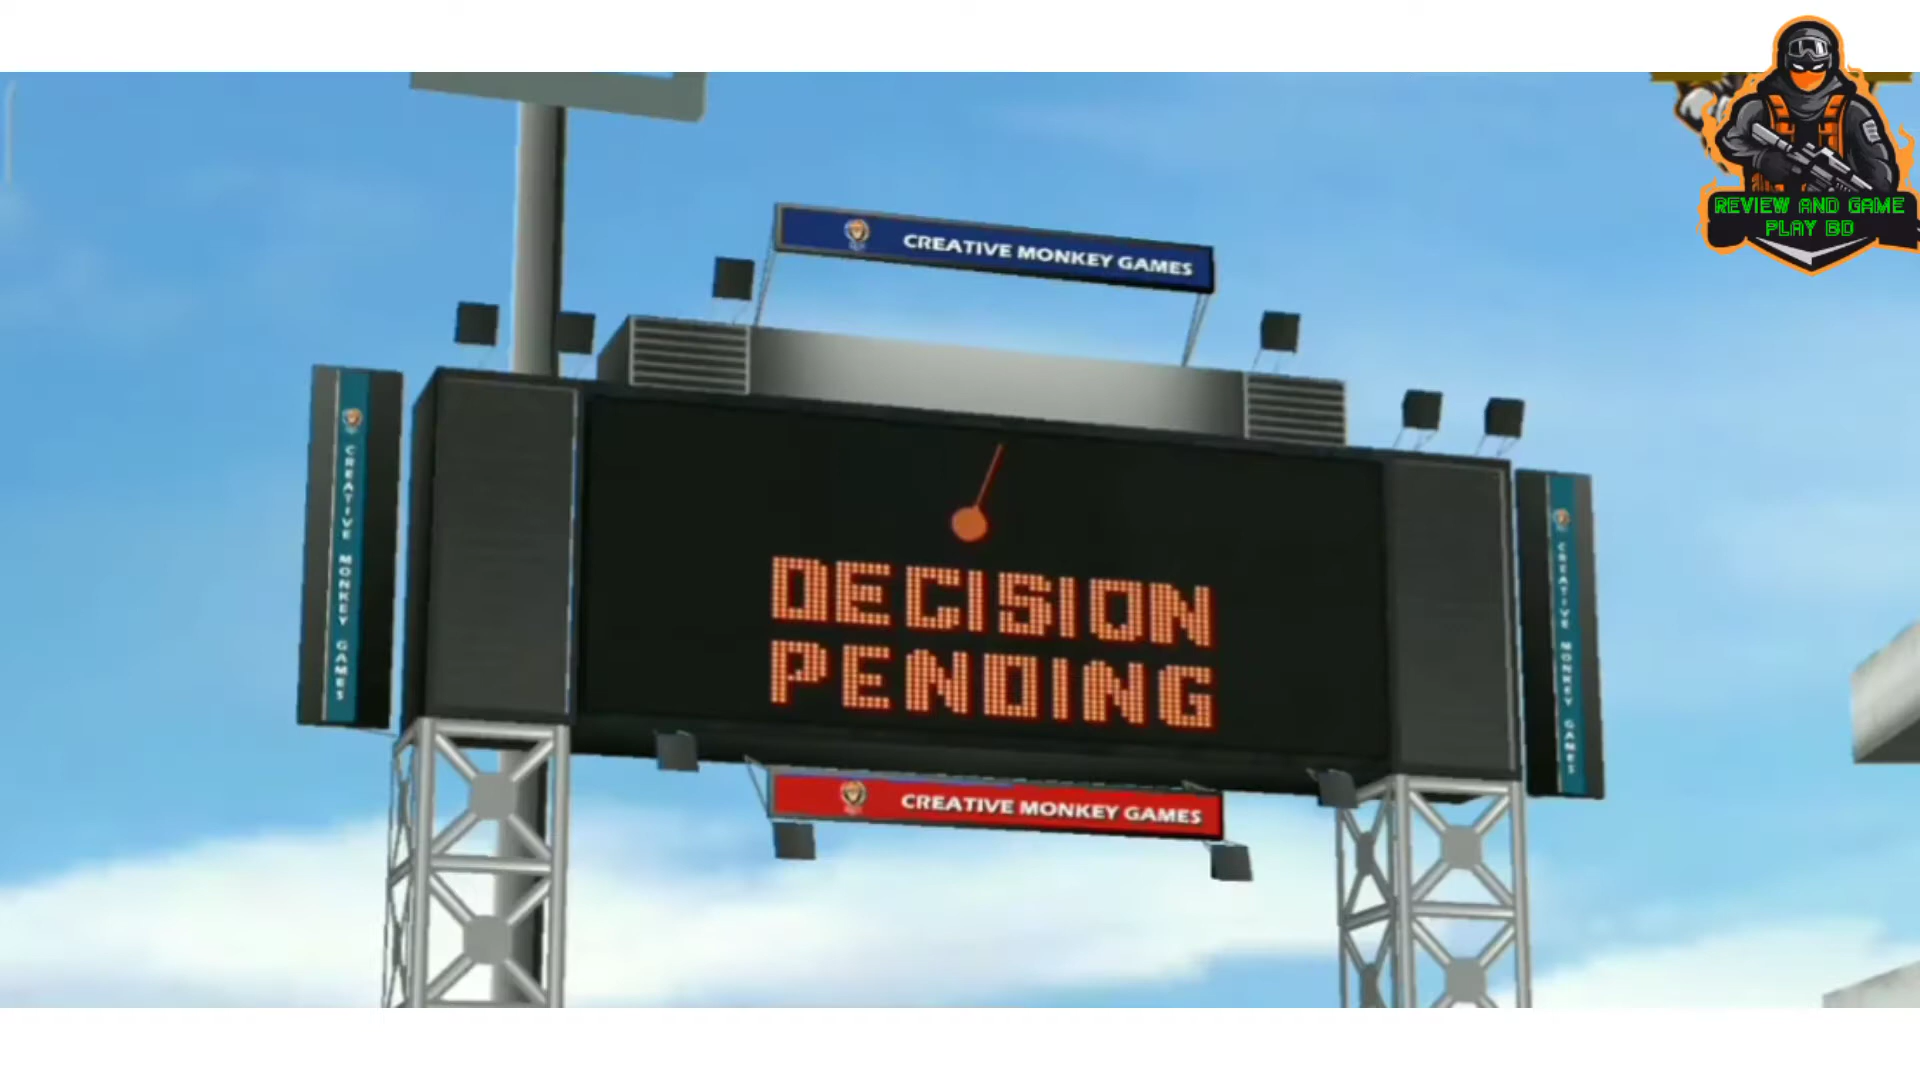 REVIEW AND GAME
PLAY BD
CREATIVE MONKEY GAMES
CREATIVE MONKEY GAMES
DECISION
PENDING
CREATIVE MONKEY GAMES
CREATIVE MONKEY GAMES